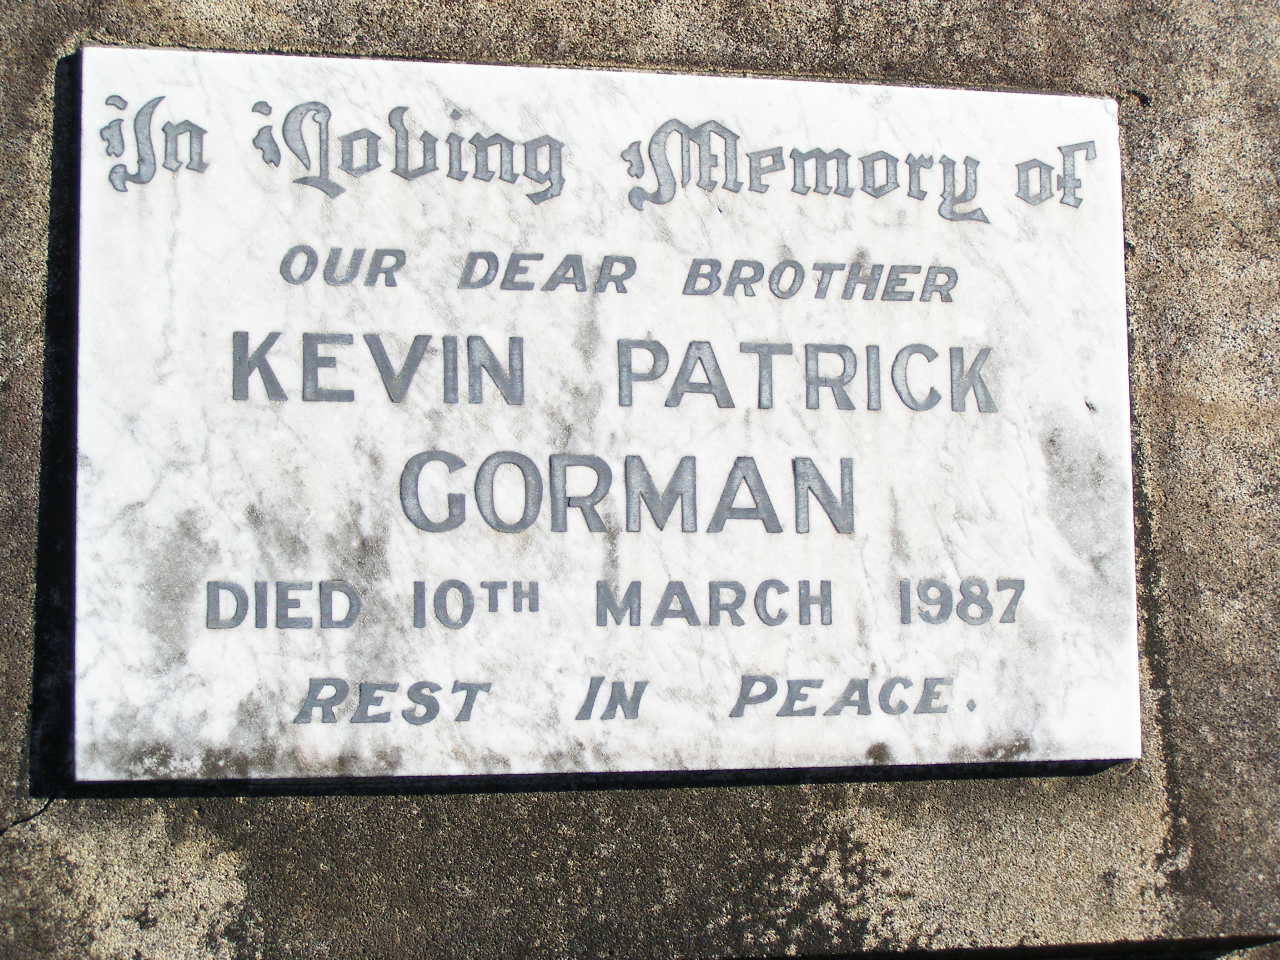 In Loving Memory of
OUR DEAR BROTHER
KEVIN PATRICK
GORMAN
DIED 10TH MARCH 1987
REST IN PEACE.